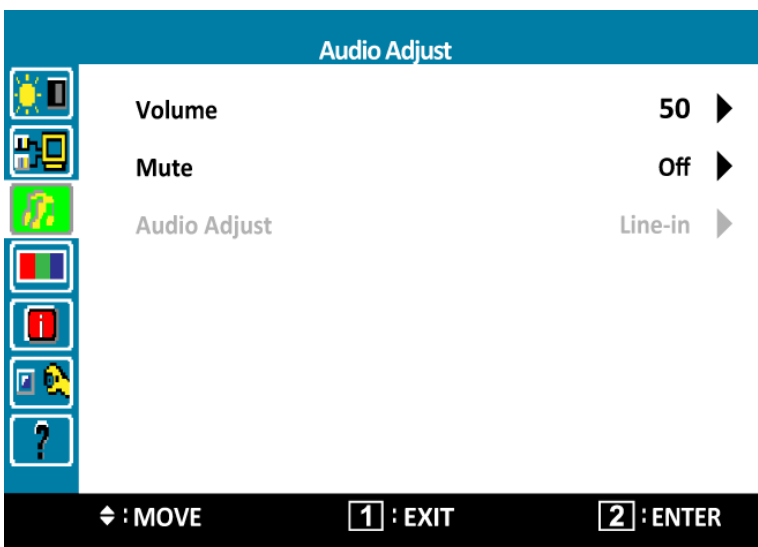 Audio Adjust
Volume 50
Mute Off
Audio Adjust Line-in
i
?
: MOVE 1 : EXIT 2 : ENTER